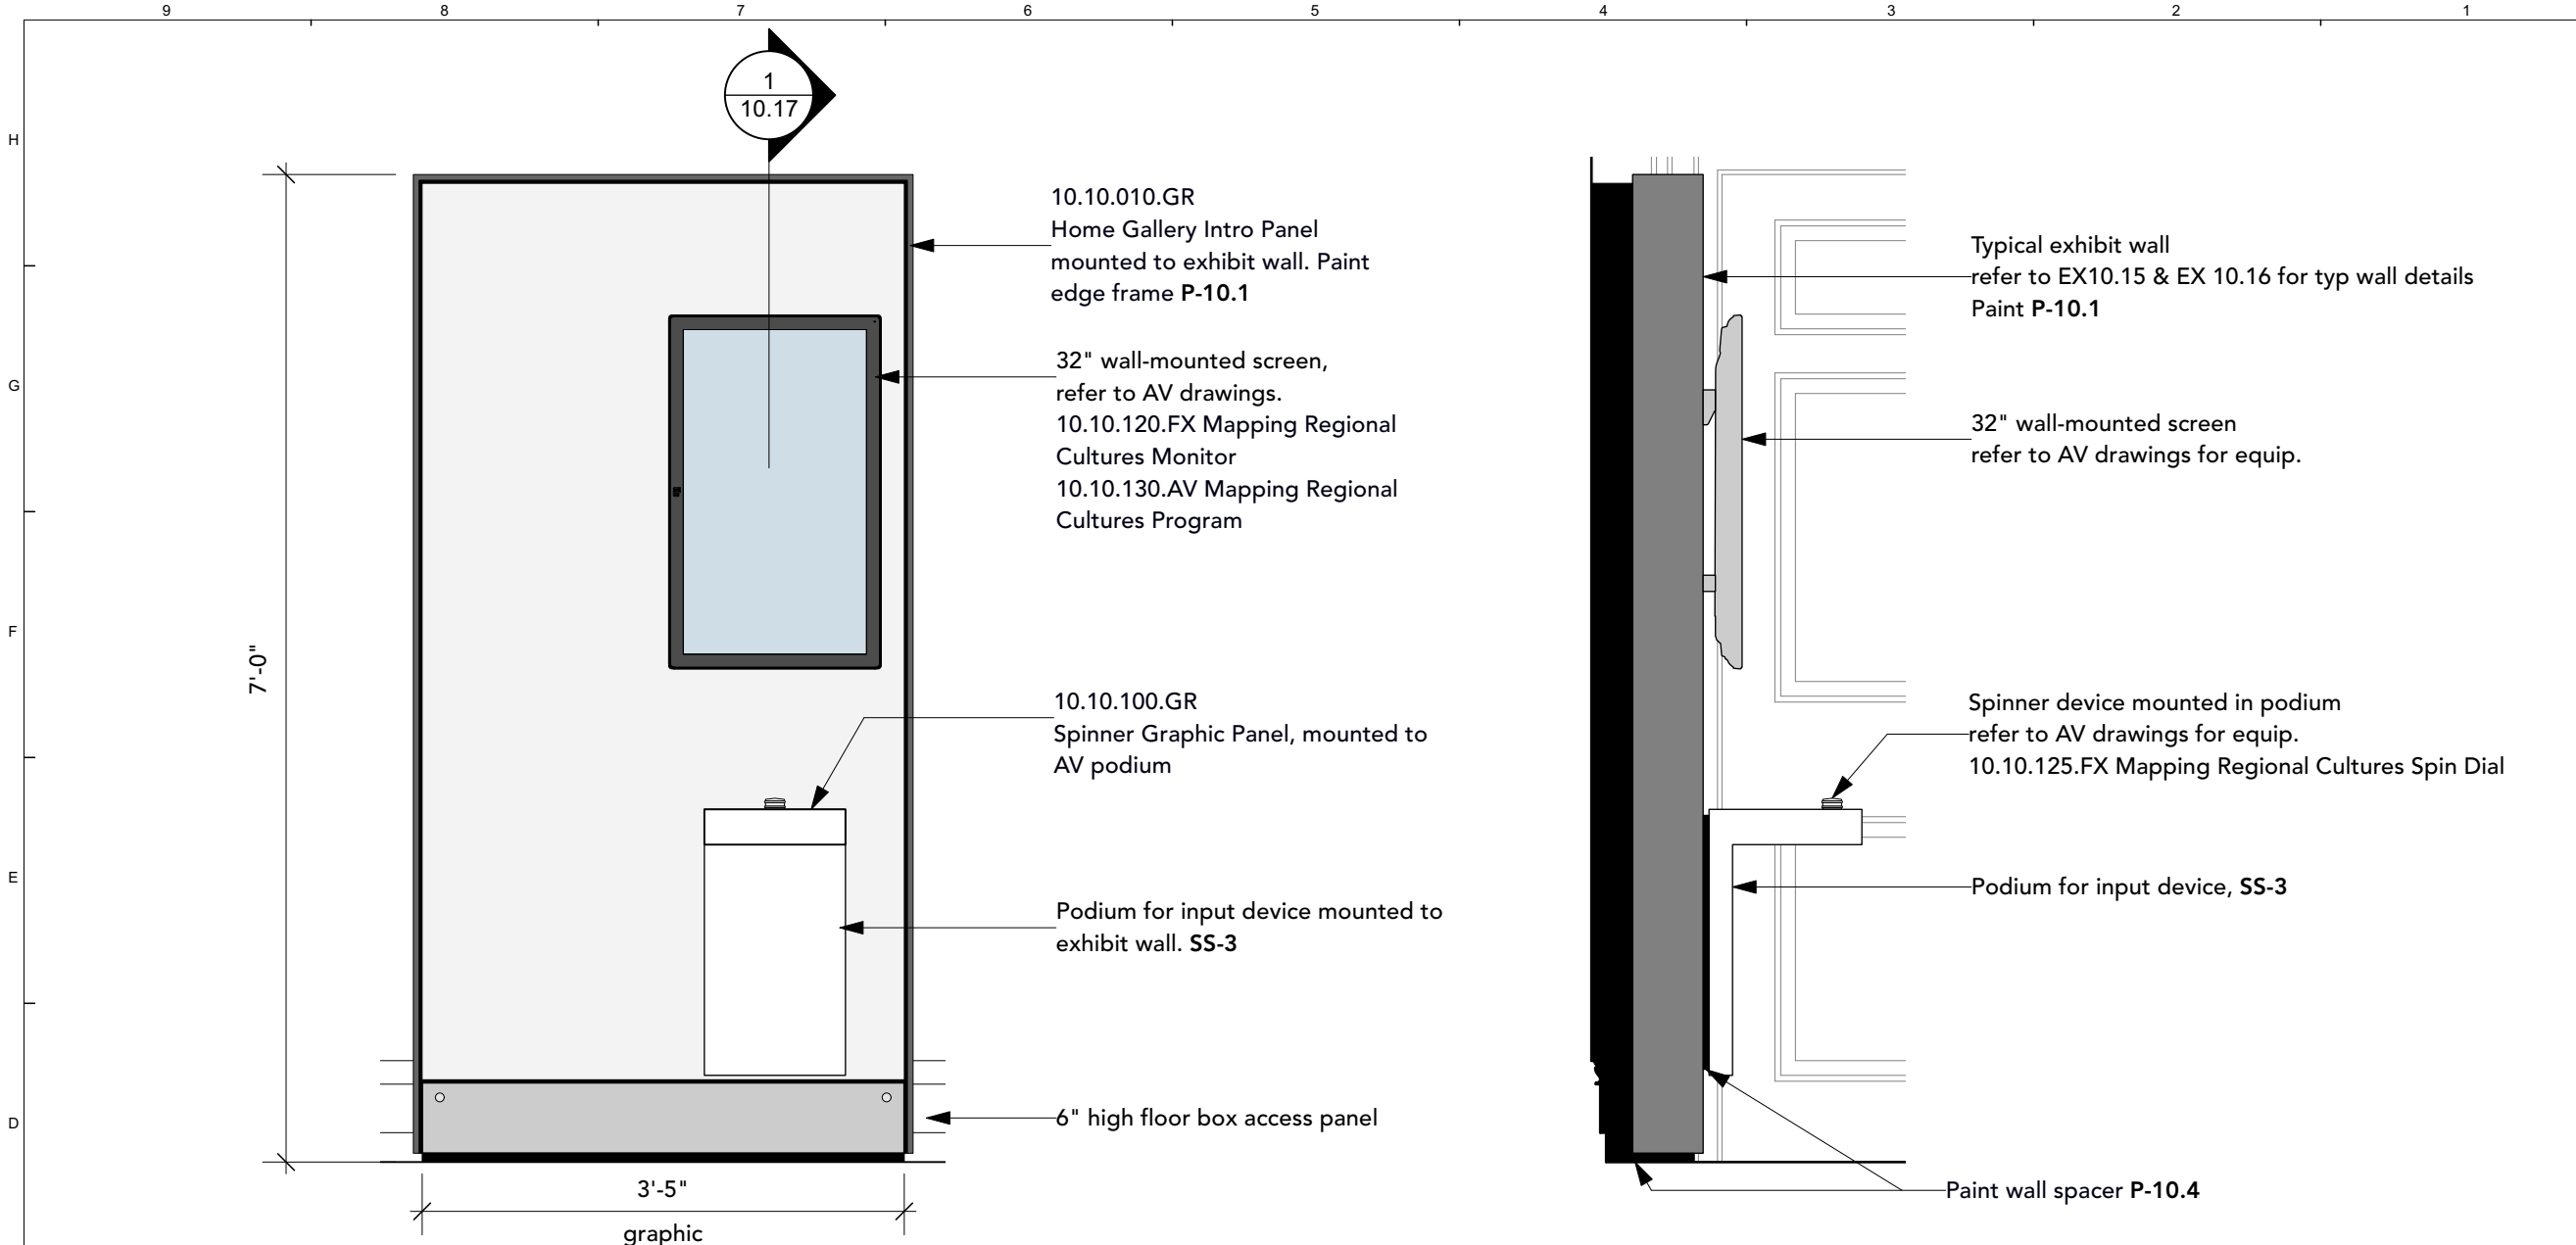 9 8 7 6 5 4 3 2 1
H
G
F
E
D
1
10.17
7'-0"
10.10.010.GR
Home Gallery Intro Panel
mounted to exhibit wall. Paint
edge frame P-10.1
32" wall-mounted screen,
refer to AV drawings.
10.10.120.FX Mapping Regional
Cultures Monitor
10.10.130.AV Mapping Regional
Cultures Program
10.10.100.GR
Spinner Graphic Panel, mounted to
AV podium
Podium for input device mounted to
exhibit wall. SS-3
6" high floor box access panel
3'-5"
graphic
Typical exhibit wall
refer to EX10.15 & EX 10.16 for typ wall details
Paint P-10.1
32" wall-mounted screen
refer to AV drawings for equip.
Spinner device mounted in podium
refer to AV drawings for equip.
10.10.125.FX Mapping Regional Cultures Spin Dial
Podium for input device, SS-3
Paint wall spacer P-10.4